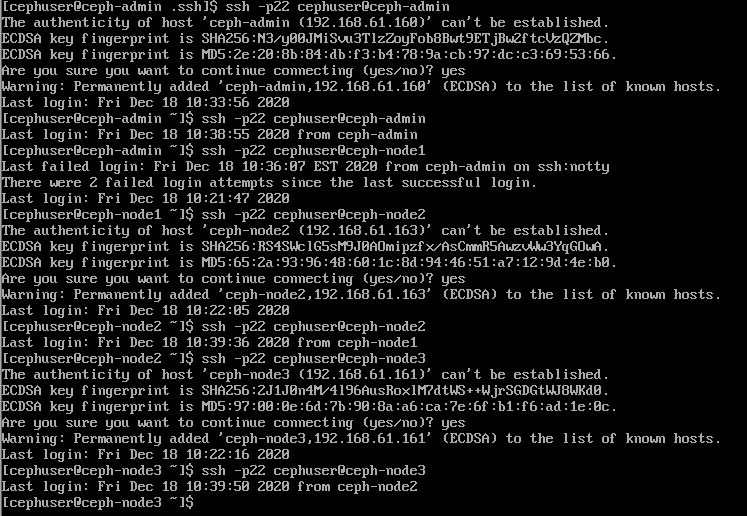 [cephuser@ceph-admin .ssh]$ ssh -p22 cephuser@ceph-admin
The authenticity of host 'ceph-admin (192.168.61.160)' can't be established.
ECDSA key fingerprint is SHA256:N3/y00JMiSvu3TlzZoyFob8Bwt9ETjBw2ftcVzQZMbc.
ECDSA key fingerprint is MD5:2e:20:8b:84:db:f3:b4:78:9a:cb:97:dc:c3:69:53:66.
Are you sure you want to continue connecting (yes/no)? yes
Warning: Permanently added 'ceph-admin,192.168.61.160' (ECDSA) to the list of known hosts.
Last login: Fri Dec 18 10:33:56 2020
[cephuser@ceph-admin ~]$ ssh -p22 cephuser@ceph-admin
Last login: Fri Dec 18 10:38:55 2020 from ceph-admin
[cephuser@ceph-admin ~]$ ssh -p22 cephuser@ceph-node1
Last failed login: Fri Dec 18 10:36:07 EST 2020 from ceph-admin on ssh:notty
There were 2 failed login attempts since the last successful login.
Last login: Fri Dec 18 10:21:47 2020
[cephuser@ceph-node1 ~]$ ssh -p22 cephuser@ceph-node2
The authenticity of host 'ceph-node2 (192.168.61.163)' can't be established.
ECDSA key fingerprint is SHA256:RS4SWclG5sM9J0AOmipzfx/AsCmmR5AwzvWw3YqGOwA.
ECDSA key fingerprint is MD5:65:2a:93:96:48:60:1c:8d:94:46:51:a7:12:9d:4e:b0.
Are you sure you want to continue connecting (yes/no)? yes
Warning: Permanently added 'ceph-node2,192.168.61.163' (ECDSA) to the list of known hosts.
Last login: Fri Dec 18 10:22:05 2020
[cephuser@ceph-node2 ~]$ ssh -p22 cephuser@ceph-node2
Last login: Fri Dec 18 10:39:36 2020 from ceph-node1
[cephuser@ceph-node2 ~]$ ssh -p22 cephuser@ceph-node3
The authenticity of host 'ceph-node3 (192.168.61.161)' can't be established.
ECDSA key fingerprint is SHA256:2J1J0n4M/4l96AusRoxlM7dtWS++WjrSGDGtWJ8WKd0.
ECDSA key fingerprint is MD5:97:00:0e:6d:7b:90:8a:a6:ca:7e:6f:b1:f6:ad:1e:0c.
Are you sure you want to continue connecting (yes/no)? yes
Warning: Permanently added 'ceph-node3,192.168.61.161' (ECDSA) to the list of known hosts.
Last login: Fri Dec 18 10:22:16 2020
[cephuser@ceph-node3 ~]$ ssh -p22 cephuser@ceph-node3
Last login: Fri Dec 18 10:39:50 2020 from ceph-node2
[cephuser@ceph-node3 ~]$